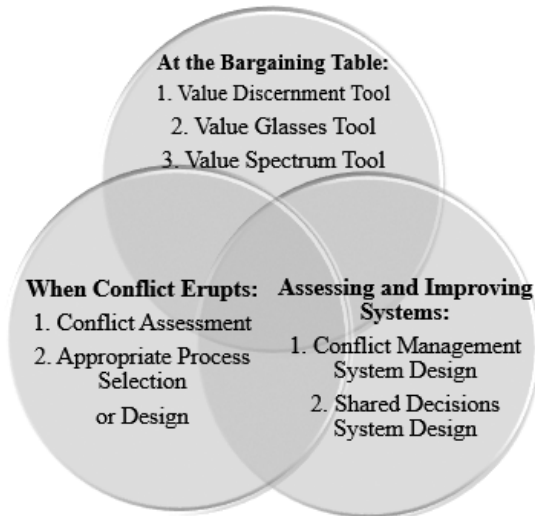 At the Bargaining Table:
1. Value Discernment Tool
2. Value Glasses Tool
3. Value Spectrum Tool
When Conflict Erupts:
1. Conflict Assessment
2. Appropriate Process
Selection
or Design
Assessing and Improving
Systems:
1. Conflict Management
System Design
2. Shared Decisions
System Design